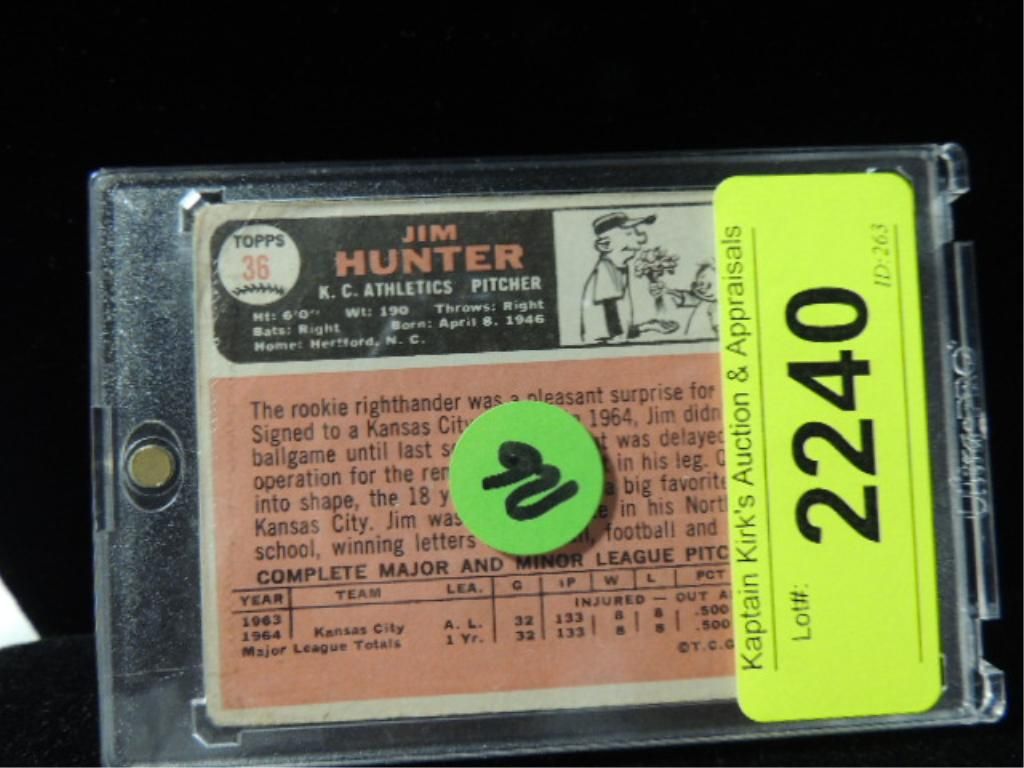 TOPPS
36
JIM
HUNTER
K. C. ATHLETICS PITCHER
Ht: 6'0" Wt: 190 Throws: Right
Bats: Right Born: April 8, 1946
Home: Hertford, N. C.
The rookie righthander was a pleasant surprise for
Signed to a Kansas City 1964, Jim didn
ballgame until last was delayed
operation for the in his leg.
into shape, the 18 a big favorite
Kansas City. Jim was in his
school, winning letters football and
COMPLETE MAJOR AND MINOR LEAGUE
YEAR TEAM LEA. G IP W L PCT
1963 INJURED — OUT
1964 Kansas City A. L. 32 133 8 8 .500
Major League Totals 1 Yr. 32 133 8 8 .500
©T.C.G
Kaptain Kirk's Auction & Appraisals
Lot#:
2240
ID:263